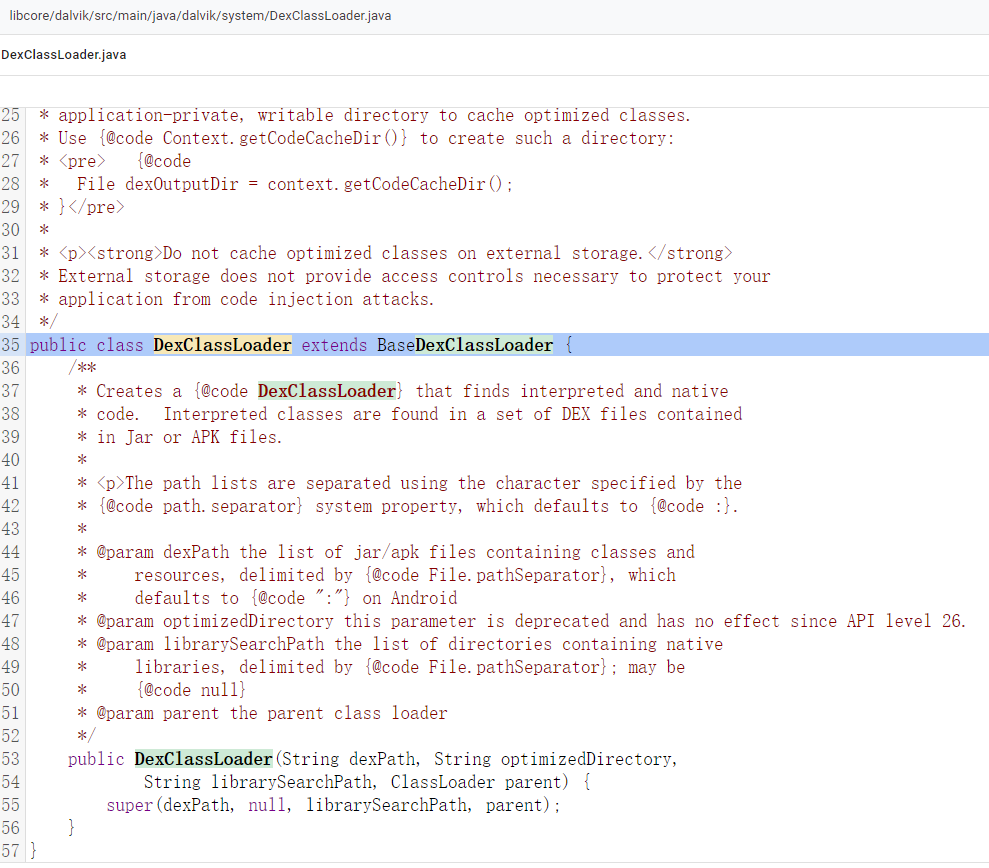 libcore/dalvik/src/main/java/dalvik/system/DexClassLoader.java
DexClassLoader.java
25 * application-private, writable directory to cache optimized classes.
26 * Use {@code Context.getCodeCacheDir()} to create such a directory:
27 * <pre>   {@code
28 *   File dexOutputDir = context.getCodeCacheDir();
29 * }</pre>
30 *
31 * <p><strong>Do not cache optimized classes on external storage.</strong>
32 * External storage does not provide access controls necessary to protect your
33 * application from code injection attacks.
34 */
35 public class DexClassLoader extends BaseDexClassLoader {
36     /**
37      * Creates a {@code DexClassLoader} that finds interpreted and native
38      * code.  Interpreted classes are found in a set of DEX files contained
39      * in Jar or APK files.
40      *
41      * <p>The path lists are separated using the character specified by the
42      * {@code path.separator} system property, which defaults to {@code :}.
43      *
44      * @param dexPath the list of jar/apk files containing classes and
45      *     resources, delimited by {@code File.pathSeparator}, which
46      *     defaults to {@code ":"} on Android
47      * @param optimizedDirectory this parameter is deprecated and has no effect since API level 26.
48      * @param librarySearchPath the list of directories containing native
49      *     libraries, delimited by {@code File.pathSeparator}; may be
50      *     {@code null}
51      * @param parent the parent class loader
52      */
53     public DexClassLoader(String dexPath, String optimizedDirectory,
54             String librarySearchPath, ClassLoader parent) {
55         super(dexPath, null, librarySearchPath, parent);
56     }
57 }